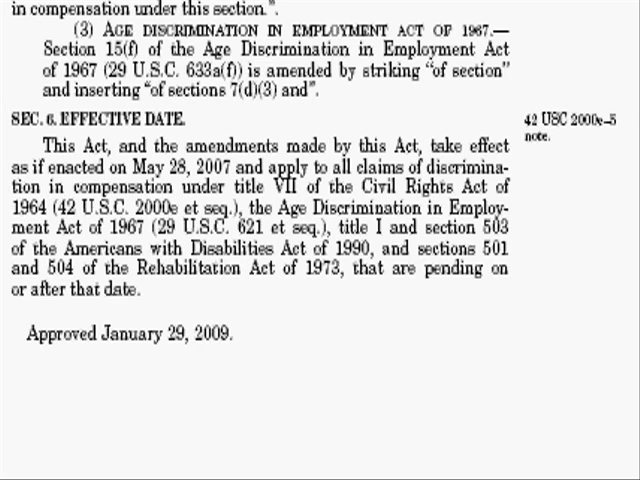 in compensation under this section.”.
(3) AGE DISCRIMINATION IN EMPLOYMENT ACT OF 1967.—
Section 15(f) of the Age Discrimination in Employment Act
of 1967 (29 U.S.C. 633a(f)) is amended by striking “of section”
and inserting “of sections 7(d)(3) and”.
SEC. 6. EFFECTIVE DATE.
42 USC 2000e–5
note.
This Act, and the amendments made by this Act, take effect
as if enacted on May 28, 2007 and apply to all claims of discrimina-
tion in compensation under title VII of the Civil Rights Act of
1964 (42 U.S.C. 2000e et seq.), the Age Discrimination in Employ-
ment Act of 1967 (29 U.S.C. 621 et seq.), title I and section 503
of the Americans with Disabilities Act of 1990, and sections 501
and 504 of the Rehabilitation Act of 1973, that are pending on
or after that date.
Approved January 29, 2009.